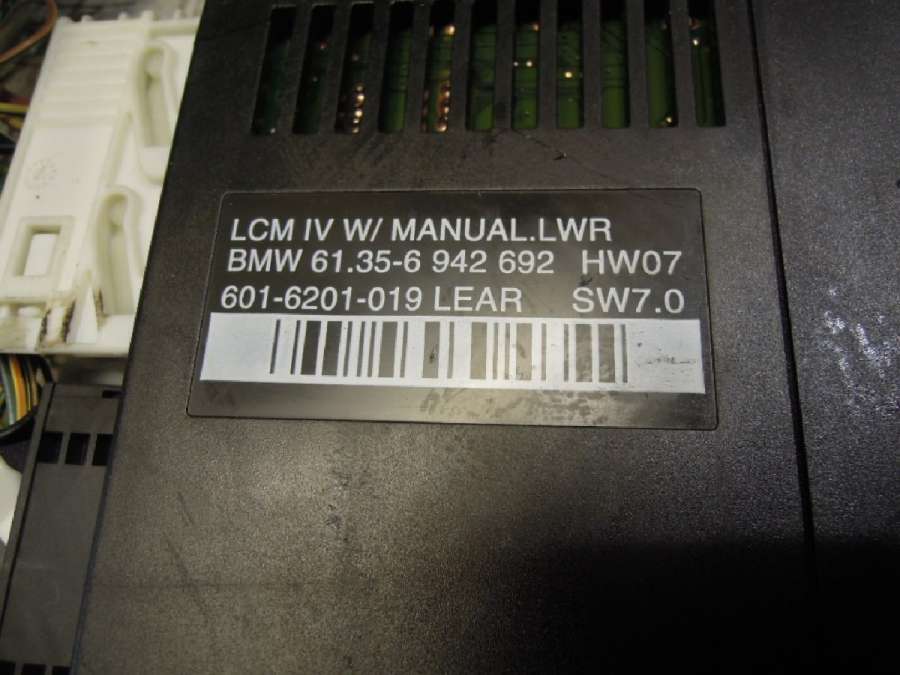 LCM IV W/ MANUAL.LWR
BMW 61.35-6 942 692 HW07
601-6201-019 LEAR SW7.0